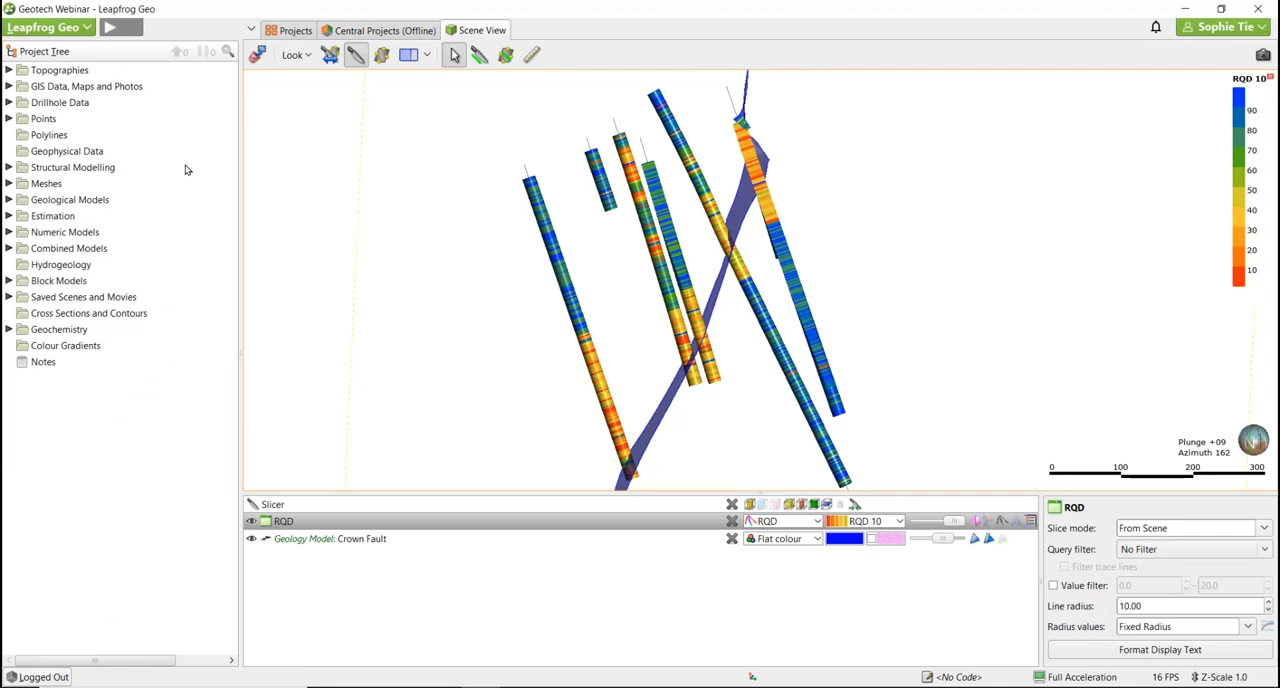 Geotech Webinar - Leapfrog Geo
Leapfrog Geo
Projects
Central Projects (Offline)
Scene View
Sophie Tie
Project Tree
0
0
Look
Topographies
GIS Data, Maps and Photos
Drillhole Data
Points
Polylines
Geophysical Data
Structural Modelling
Meshes
Geological Models
Estimation
Numeric Models
Combined Models
Hydrogeology
Block Models
Saved Scenes and Movies
Cross Sections and Contours
Geochemistry
Colour Gradients
Notes
RQD 10
90
80
70
60
50
40
30
20
10
Plunge +09
Azimuth 162
0 100 200 300
Slicer
RQD RQD RQD 10
Geology Model: Crown Fault Flat colour
RQD
Slice mode: From Scene
Query filter: No Filter
Filter trace lines
Value filter: 0.0 – 20.0
Line radius: 10.00
Radius values: Fixed Radius
Format Display Text
Logged Out
<No Code>
Full Acceleration
16 FPS
Z-Scale 1.0